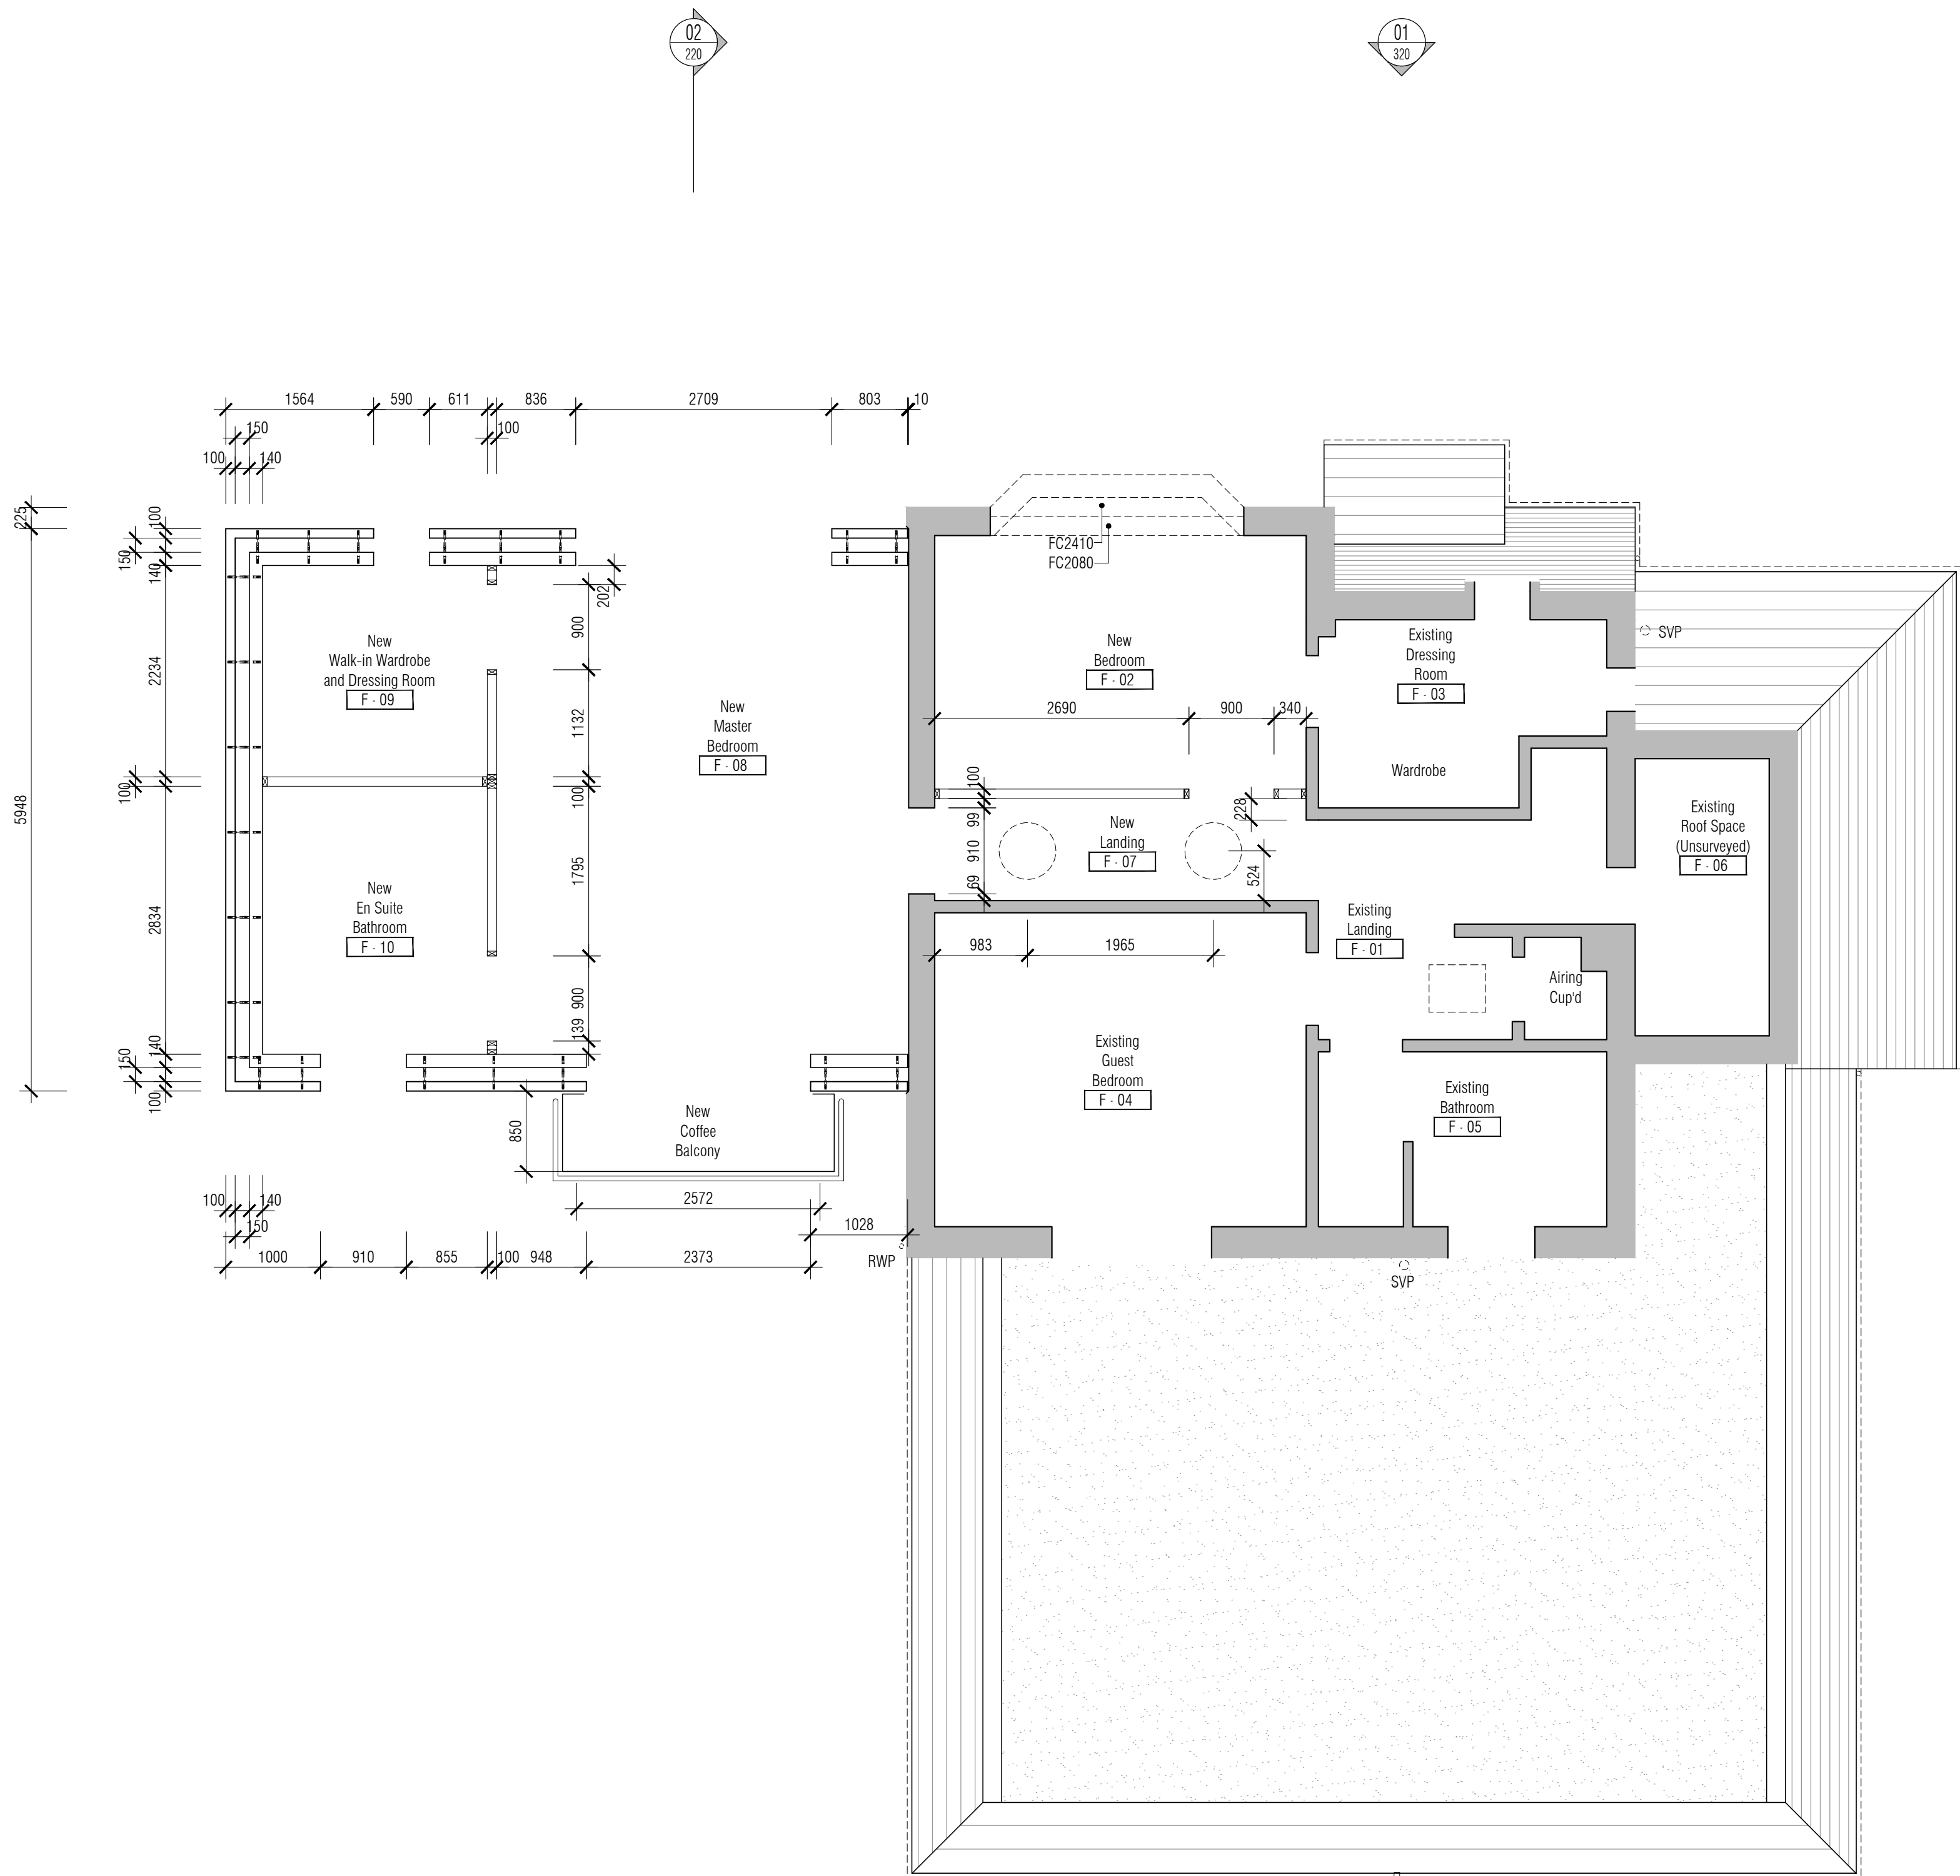 02
220
01
320
1564
590
611
836
2709
803
10
150
100
100
140
225
100
150
140
202
900
2234
1132
5948
100
100
1795
2834
900
139
140
150
100
FC2410
FC2080
New
Walk-in Wardrobe
and Dressing Room
F - 09
New
Master
Bedroom
F - 08
New
Bedroom
F - 02
Existing
Dressing
Room
F - 03
SVP
2690
900
340
Wardrobe
100
99
910
69
228
524
New
Landing
F - 07
Existing
Roof Space
(Unsurveyed)
F - 06
New
En Suite
Bathroom
F - 10
Existing
Landing
F - 01
983
1965
Airing
Cup'd
Existing
Guest
Bedroom
F - 04
Existing
Bathroom
F - 05
New
Coffee
Balcony
850
2572
1028
100
140
150
1000
910
855
100
948
2373
RWP
SVP